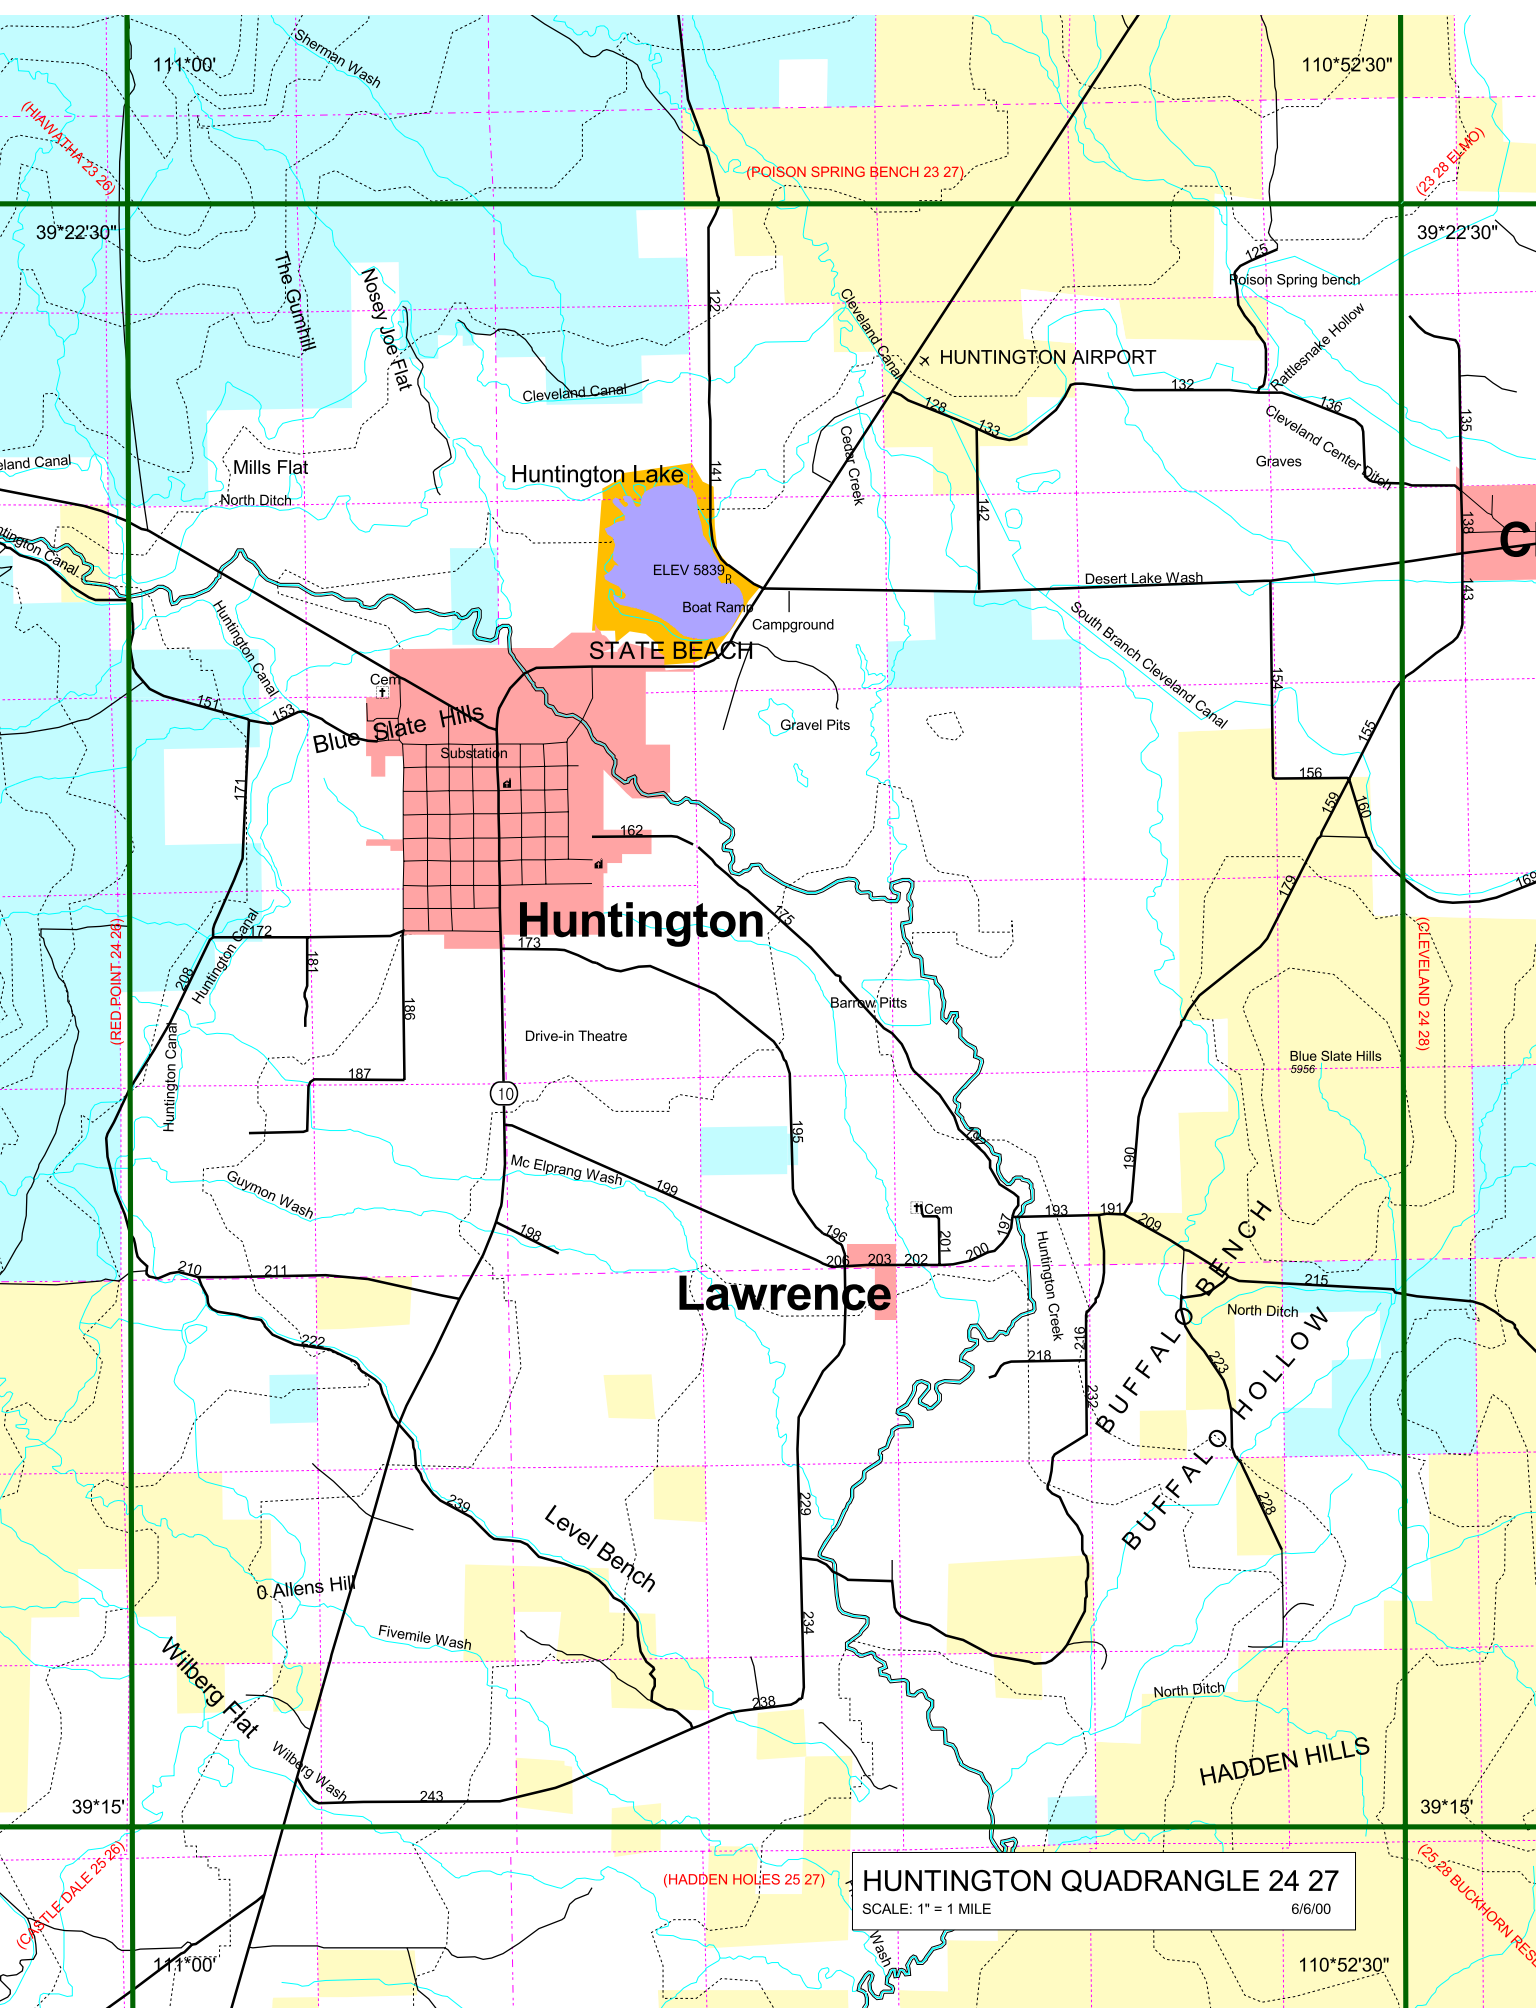 Sherman Wash
111*00'
110*52'30"
(HIAWATHA 23 26)
(POISON SPRING BENCH 23 27)
(23 28 ELMO)
39*22'30"
39*22'30"
The Gumhill
Nosey Joe Flat
122
125
Poison Spring bench
Cleveland Canal
Rattlesnake Hollow
HUNTINGTON AIRPORT
Cleveland Canal
132
128
133
136
135
Cedar Creek
Cleveland Center Ditch
eland Canal
Mills Flat
Huntington Lake
141
Graves
North Ditch
142
138
Cl
ntington Canal
ELEV 5839
R
Desert Lake Wash
143
Boat Ramp
Campground
Huntington Canal
South Branch Cleveland Canal
STATE BEACH
Cem
154
151
153
Blue Slate Hills
Gravel Pits
155
Substation
156
171
159
160
162
179
169
175
Huntington
172
173
181
Huntington Canal
208
186
(RED POINT 24 26)
(CLEVELAND 24 28)
Barrow Pitts
Drive-in Theatre
Huntington Canal
Blue Slate Hills
5956
187
10
195
197
190
Mc Elprang Wash
199
Guymon Wash
Cem
193
191
209
198
196
197
201
200
206
203
202
Huntington Creek
210
211
215
Lawrence
North Ditch
BUFFALO BENCH
216
222
218
223
232
BUFFALO HOLLOW
239
229
228
Level Bench
0 Allens Hill
234
Fivemile Wash
Wilberg Flat
North Ditch
238
HADDEN HILLS
Wilberg Wash
243
39*15'
39*15'
(CASTLE DALE 25 26)
(HADDEN HOLES 25 27)
(25 28 BUCKHORN RESE
HUNTINGTON QUADRANGLE 24 27
SCALE: 1" = 1 MILE
6/6/00
Wash
111*00'
110*52'30"